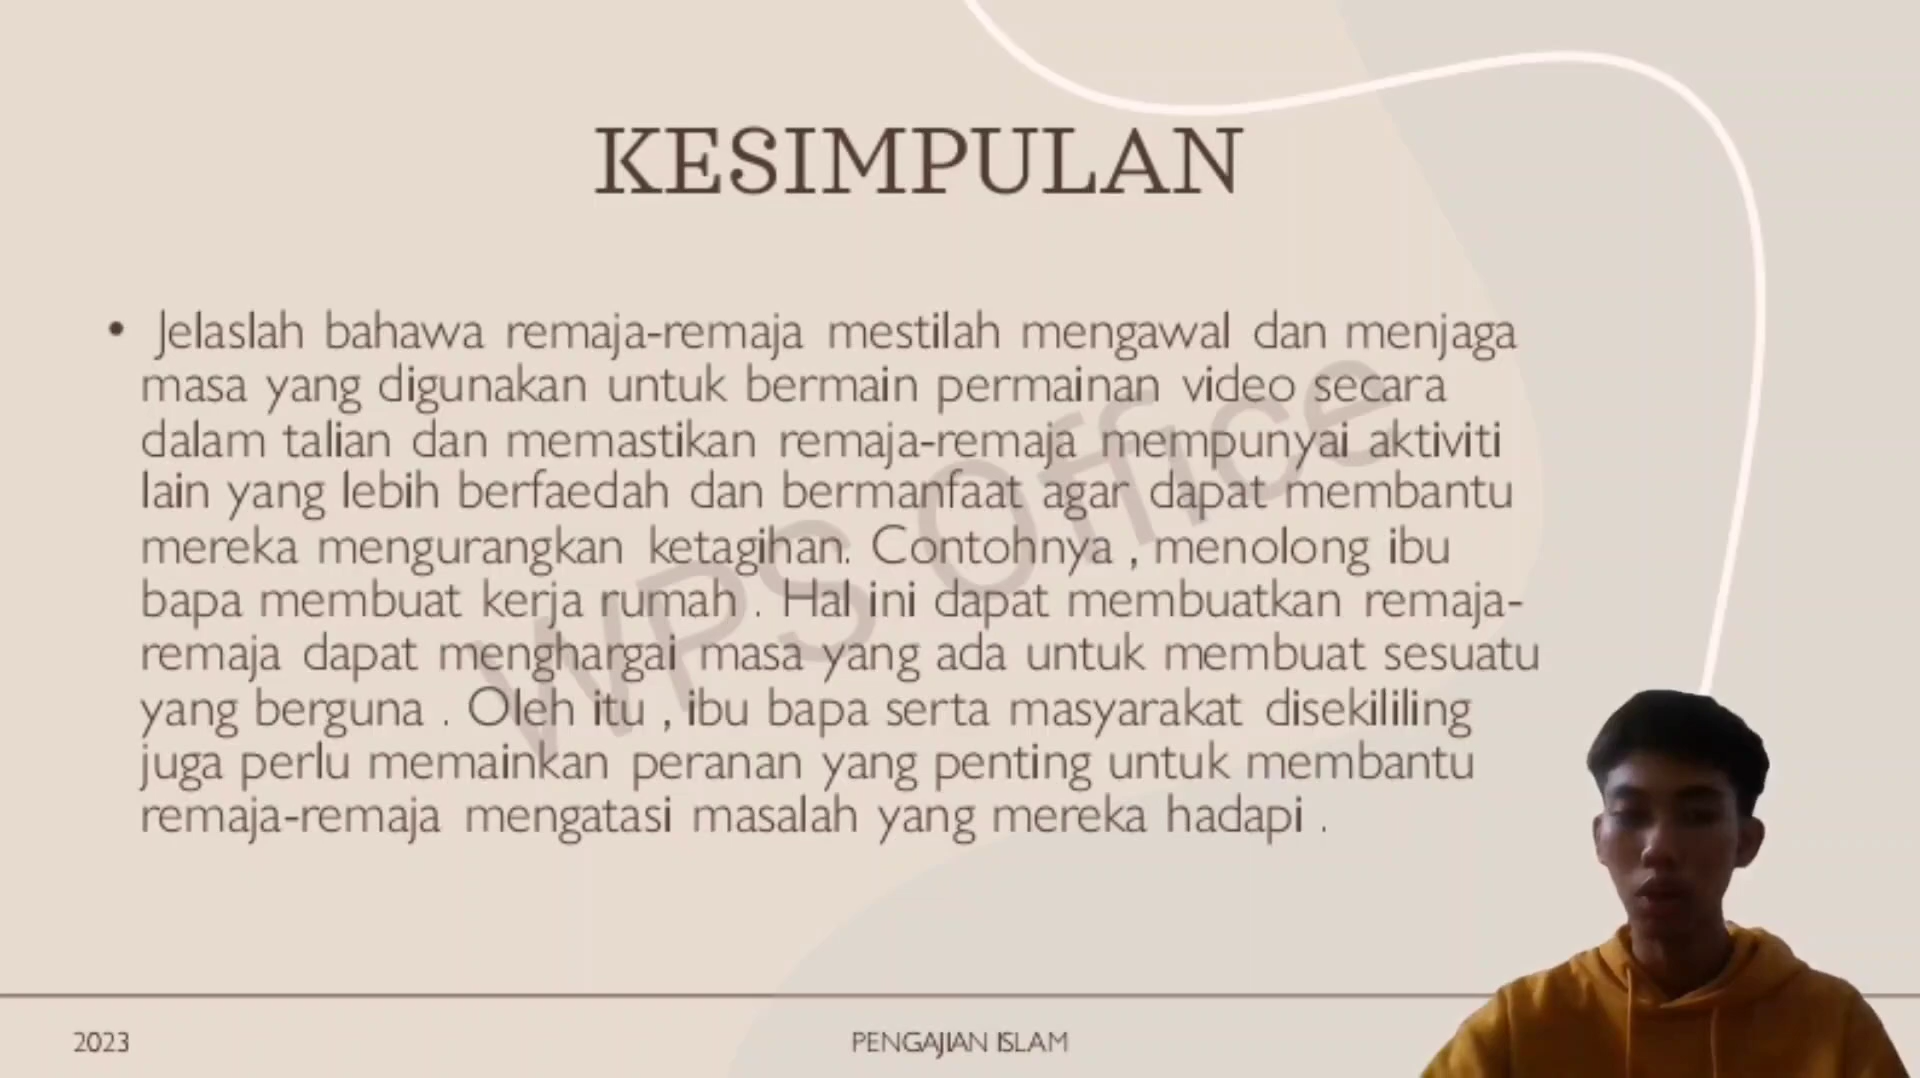 KESIMPULAN
• Jelaslah bahawa remaja-remaja mestilah mengawal dan menjaga
masa yang digunakan untuk bermain permainan video secara
dalam talian dan memastikan remaja-remaja mempunyai aktiviti
lain yang lebih berfaedah dan bermanfaat agar dapat membantu
mereka mengurangkan ketagihan. Contohnya , menolong ibu
bapa membuat kerja rumah . Hal ini dapat membuatkan remaja-
remaja dapat menghargai masa yang ada untuk membuat sesuatu
yang berguna . Oleh itu , ibu bapa serta masyarakat disekililing
juga perlu memainkan peranan yang penting untuk membantu
remaja-remaja mengatasi masalah yang mereka hadapi .
WPS Office
2023
PENGAJIAN ISLAM